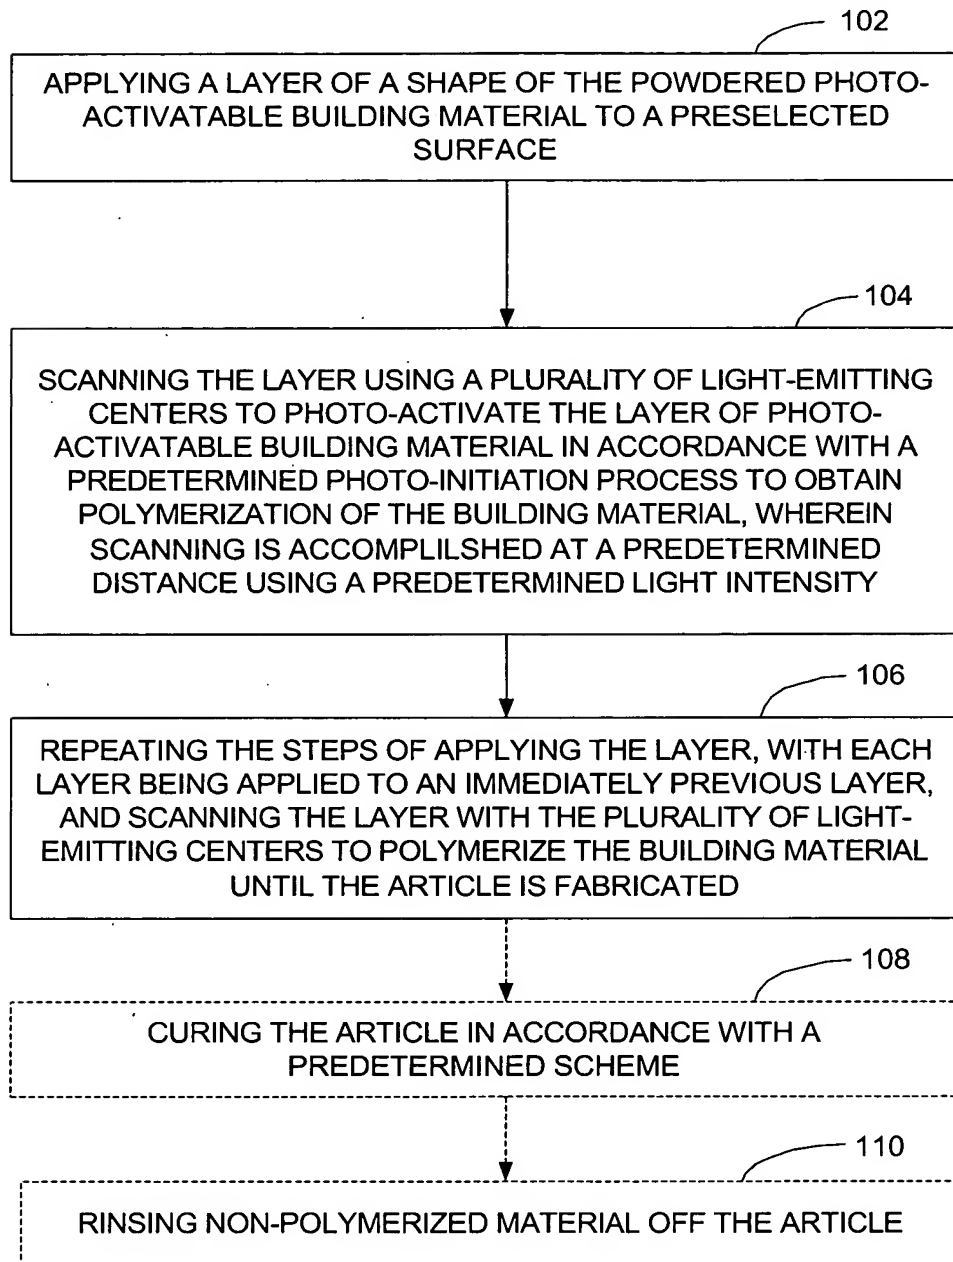 102
APPLYING A LAYER OF A SHAPE OF THE POWDERED PHOTO-
ACTIVATABLE BUILDING MATERIAL TO A PRESELECTED
SURFACE
104
SCANNING THE LAYER USING A PLURALITY OF LIGHT-EMITTING
CENTERS TO PHOTO-ACTIVATE THE LAYER OF PHOTO-
ACTIVATABLE BUILDING MATERIAL IN ACCORDANCE WITH A
PREDETERMINED PHOTO-INITIATION PROCESS TO OBTAIN
POLYMERIZATION OF THE BUILDING MATERIAL, WHEREIN
SCANNING IS ACCOMPLILSHED AT A PREDETERMINED
DISTANCE USING A PREDETERMINED LIGHT INTENSITY
106
REPEATING THE STEPS OF APPLYING THE LAYER, WITH EACH
LAYER BEING APPLIED TO AN IMMEDIATELY PREVIOUS LAYER,
AND SCANNING THE LAYER WITH THE PLURALITY OF LIGHT-
EMITTING CENTERS TO POLYMERIZE THE BUILDING MATERIAL
UNTIL THE ARTICLE IS FABRICATED
108
CURING THE ARTICLE IN ACCORDANCE WITH A
PREDETERMINED SCHEME
110
RINSING NON-POLYMERIZED MATERIAL OFF THE ARTICLE